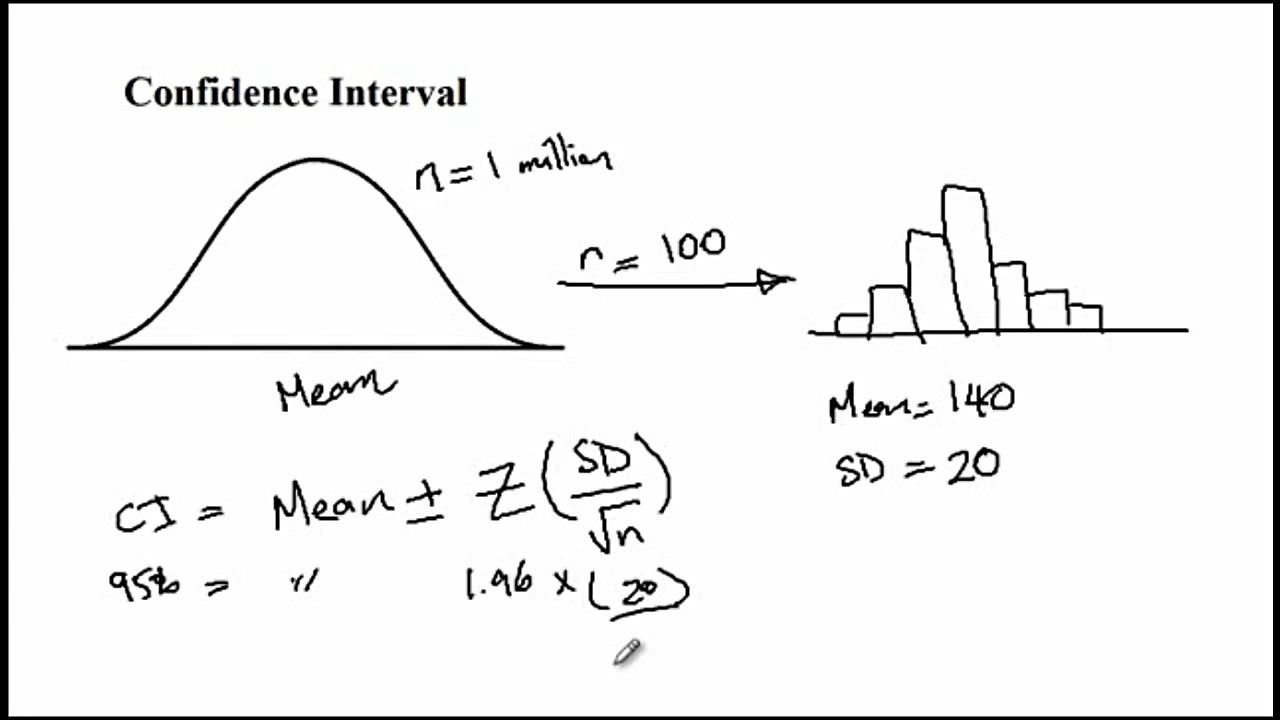 Confidence Interval
n = 1 million
n = 100
Mean
Mean = 140
SD = 20
CI = Mean ± Z (SD/√n)
95% = " 1.96 × (20)